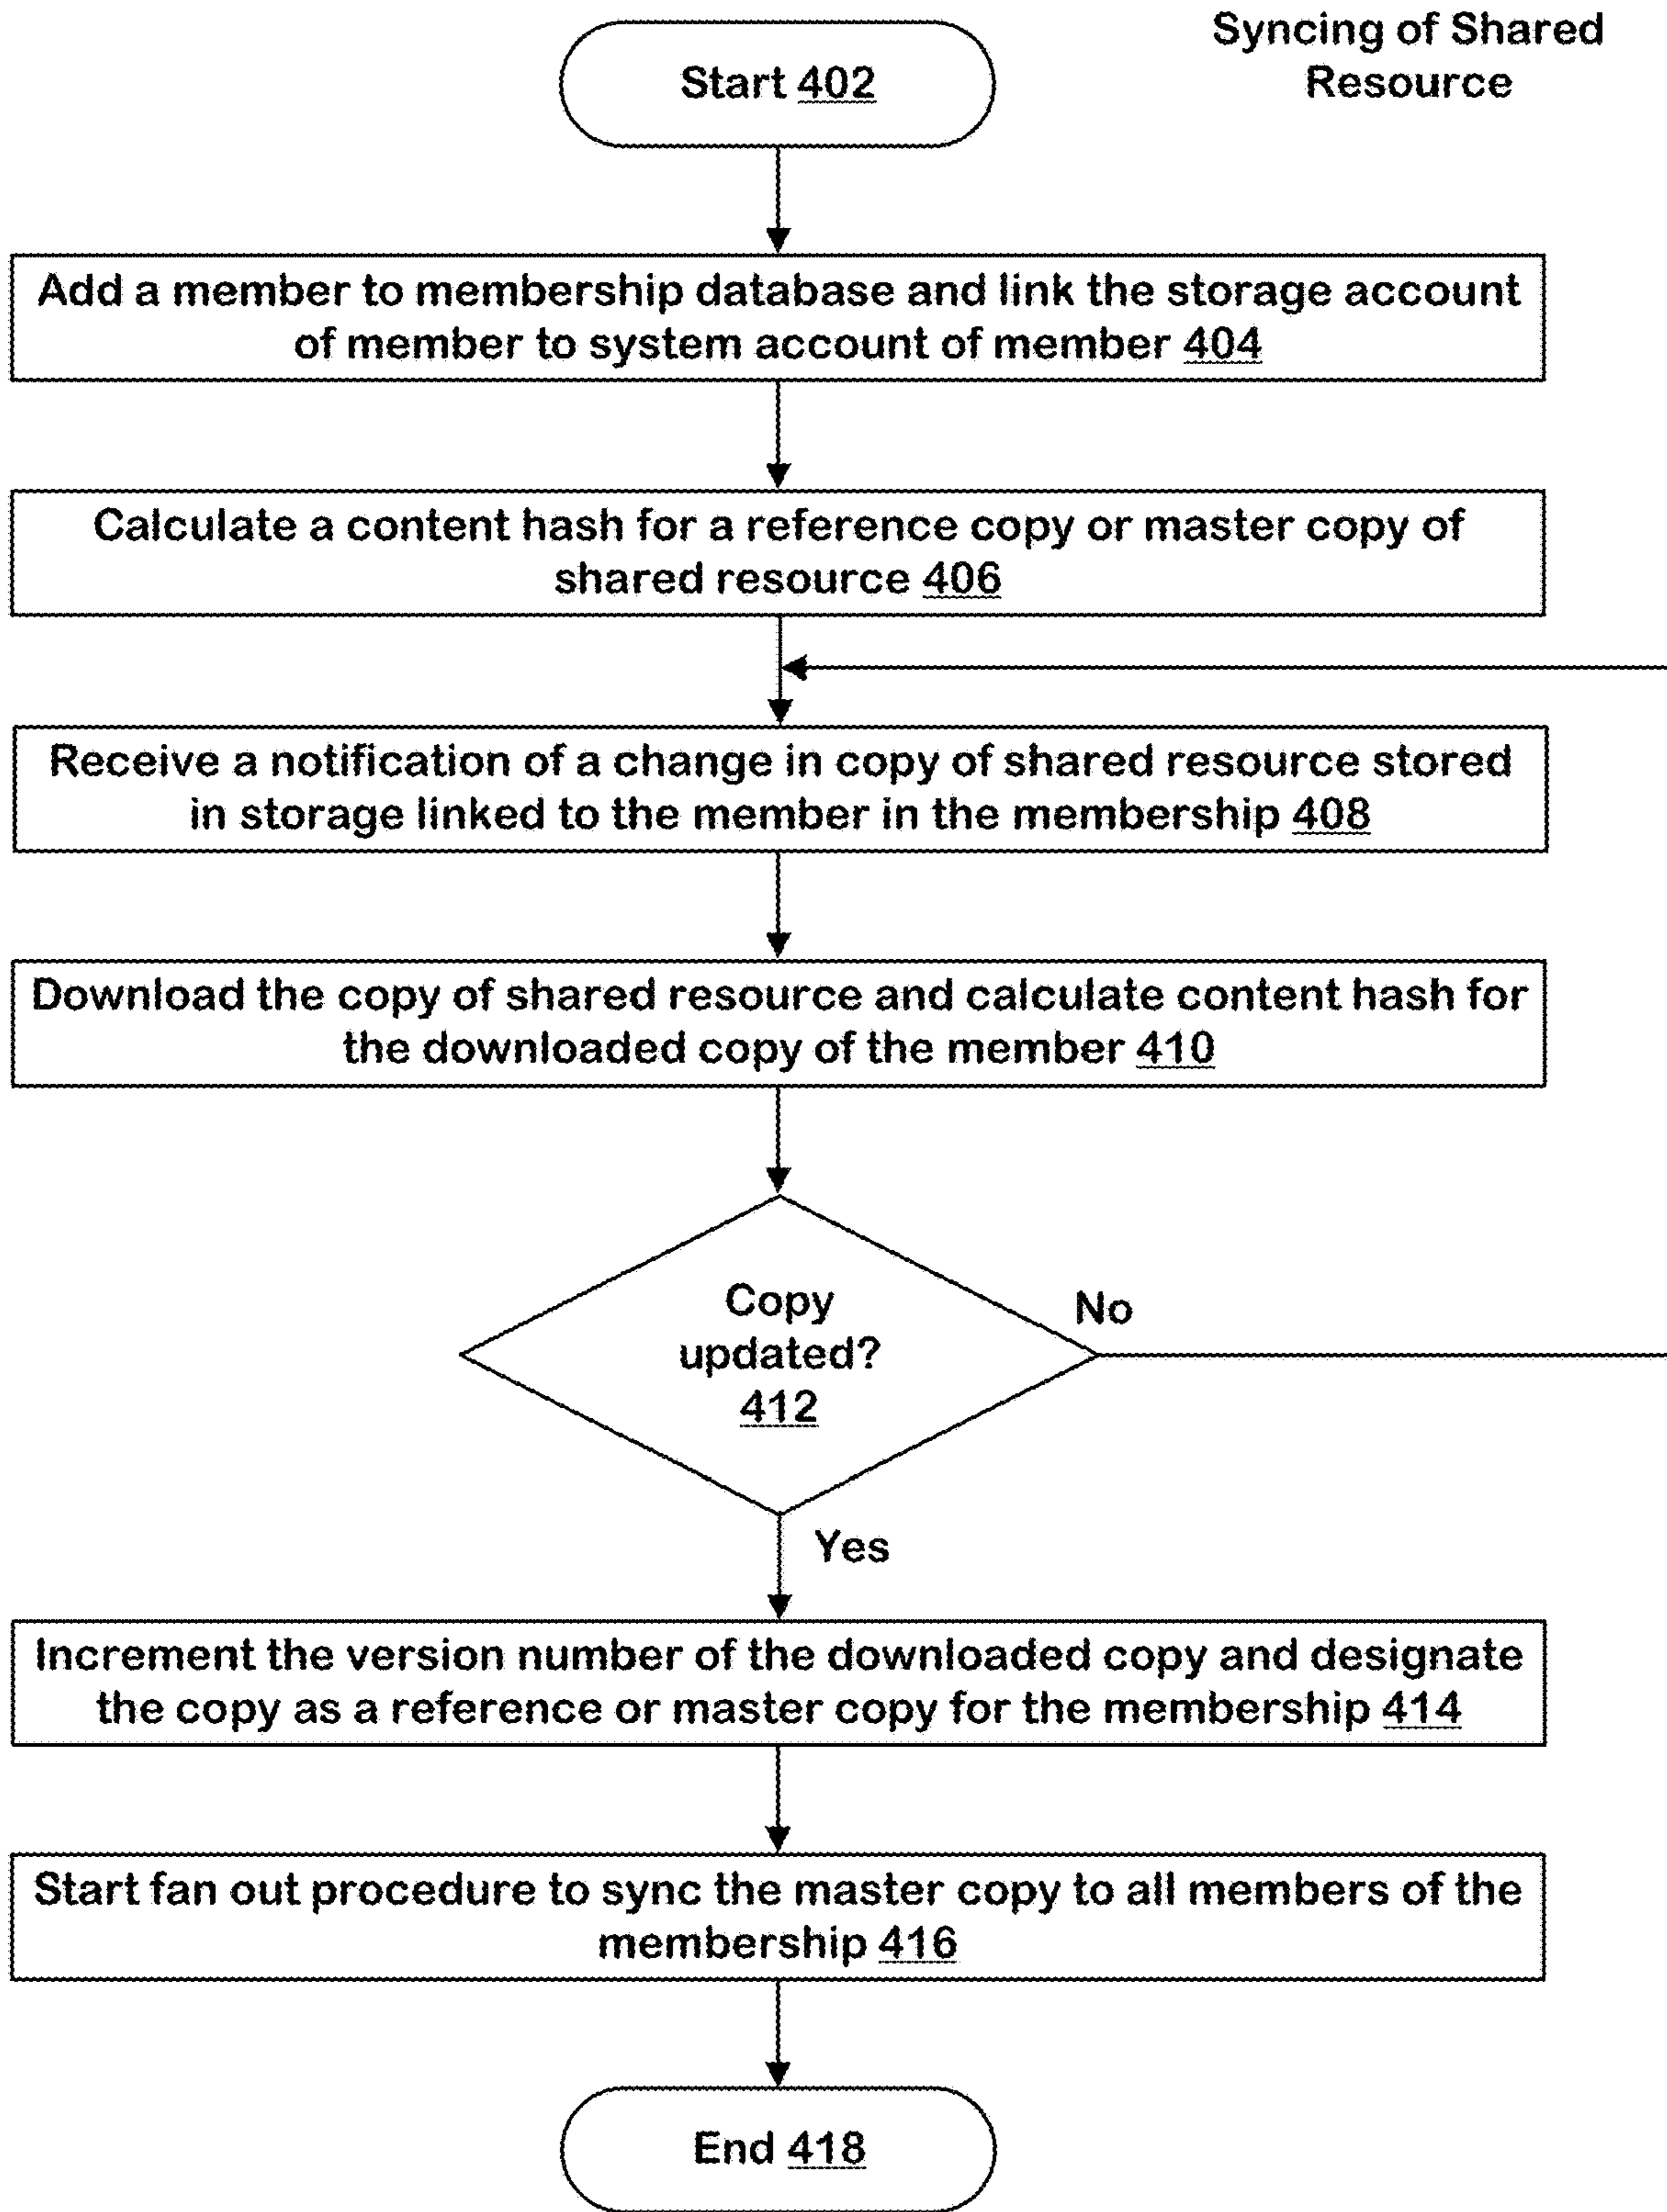 Syncing of Shared
Resource
Start 402
Add a member to membership database and link the storage account
of member to system account of member 404
Calculate a content hash for a reference copy or master copy of
shared resource 406
Receive a notification of a change in copy of shared resource stored
in storage linked to the member in the membership 408
Download the copy of shared resource and calculate content hash for
the downloaded copy of the member 410
Copy
updated?
412
No
Yes
Increment the version number of the downloaded copy and designate
the copy as a reference or master copy for the membership 414
Start fan out procedure to sync the master copy to all members of the
membership 416
End 418